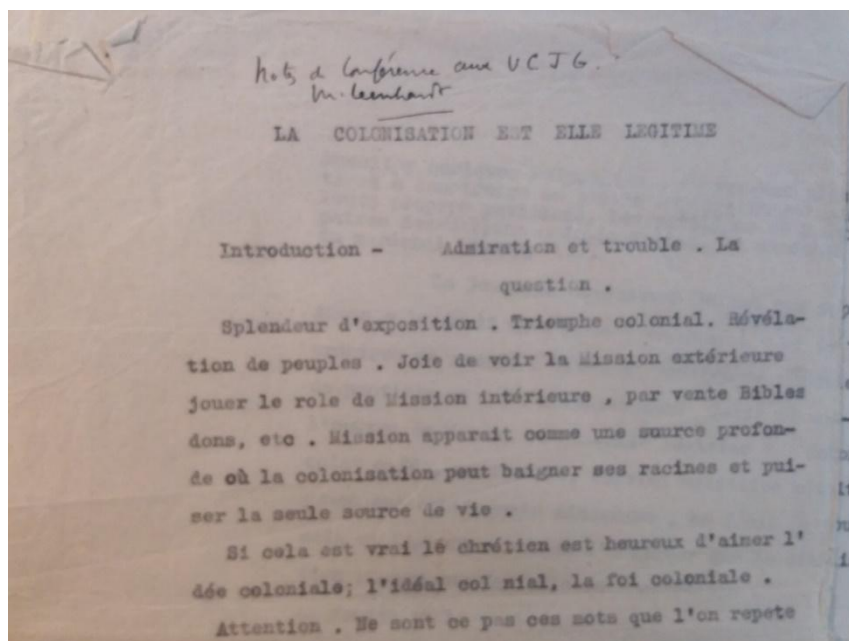 Notes de Conférence aux UCJG.
M. Leenhardt
LA COLONISATION EST ELLE LEGITIME
Introduction - Admiration et trouble . La
question .
Splendeur d'exposition . Triomphe colonial. Révéla-
tion de peuples . Joie de voir la Mission extérieure
jouer le role de Mission intérieure , par vente Bibles
dons, etc . Mission apparait comme une source profon-
de où la colonisation peut baigner ses racines et pui-
ser la seule source de vie .
Si cela est vrai le chrétien est heureux d'aimer l'
dée coloniale; l'idéal col nial, la foi coloniale .
Attention . Ne sont ce pas ces mots que l'on repete